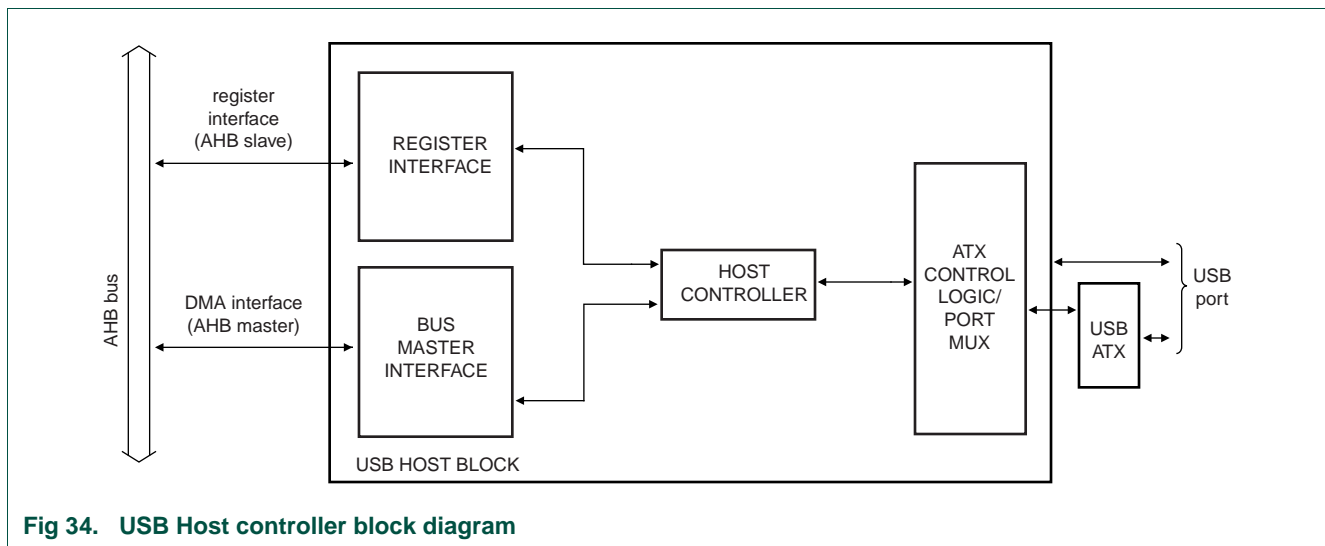 register
interface
(AHB slave)
REGISTER
INTERFACE
AHB bus
DMA interface
(AHB master)
BUS
MASTER
INTERFACE
HOST
CONTROLLER
ATX
CONTROL
LOGIC/
PORT
MUX
USB
ATX
USB
port
USB HOST BLOCK
Fig 34. USB Host controller block diagram